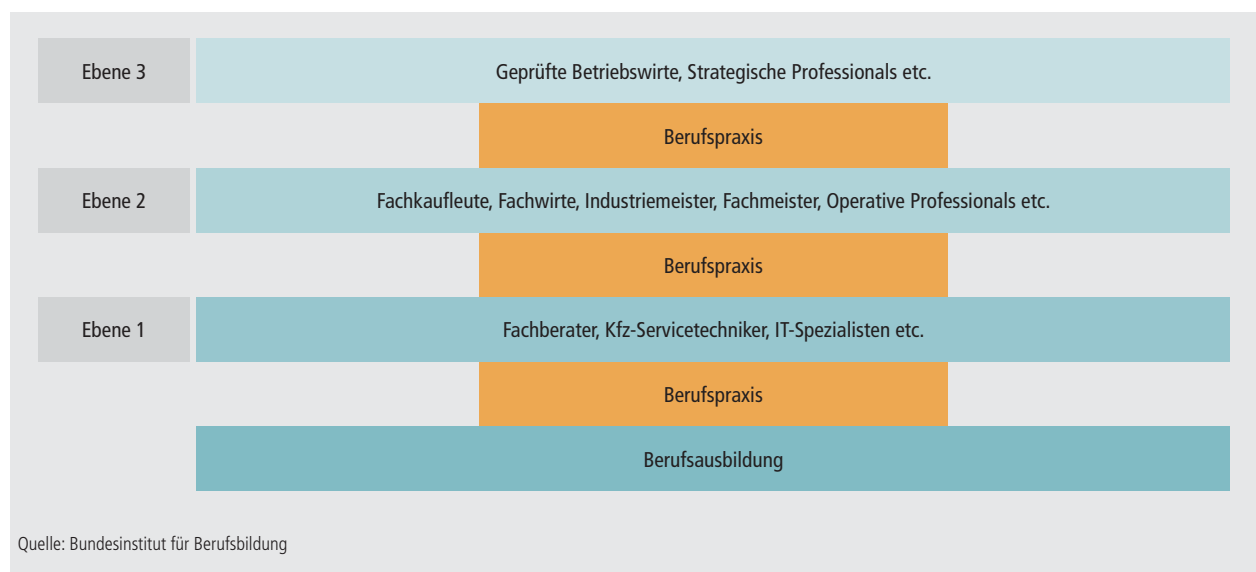 Ebene 3
Geprüfte Betriebswirte, Strategische Professionals etc.
Berufspraxis
Ebene 2
Fachkaufleute, Fachwirte, Industriemeister, Fachmeister, Operative Professionals etc.
Berufspraxis
Ebene 1
Fachberater, Kfz-Servicetechniker, IT-Spezialisten etc.
Berufspraxis
Berufsausbildung
Quelle: Bundesinstitut für Berufsbildung